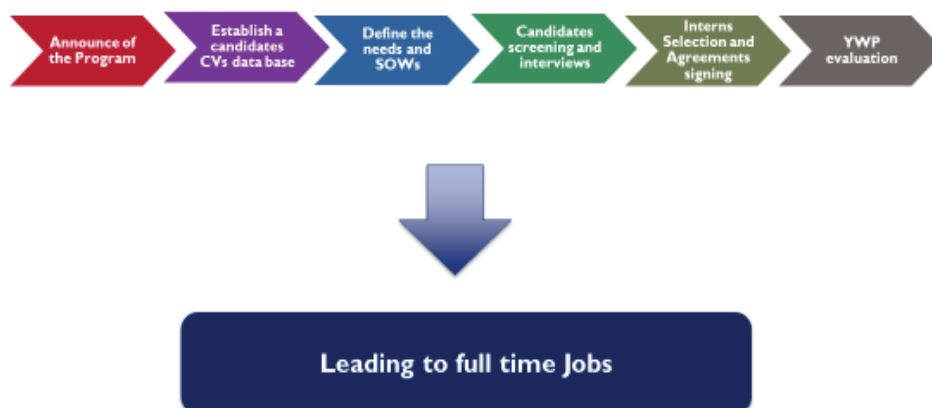 Announce of
the Program
Establish a
candidates
CVs data base
Define the
needs and
SOWs
Candidates
screening and
interviews
Interns
Selection and
Agreements
signing
YWP
evaluation
Leading to full time Jobs